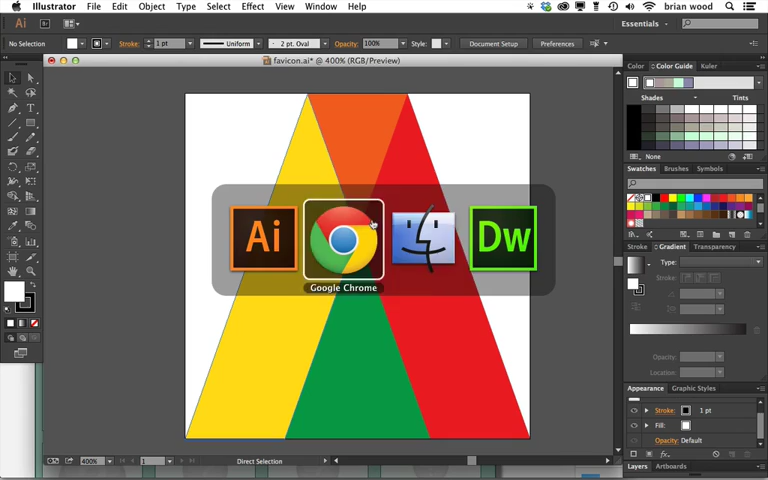 Illustrator File Edit Object Type Select Effect View Window Help brian wood
Ai Br Essentials
No Selection Stroke: 1 pt Uniform 2 pt. Oval Opacity: 100% Style: Document Setup Preferences
favicon.ai* @ 400% (RGB/Preview)
Color Color Guide Kuler
Shades Tints
None
Swatches Brushes Symbols
Ai Dw
Google Chrome
Stroke Gradient Transparency
Type:
Stroke:
Opacity:
Location:
Appearance Graphic Styles
Stroke: 1 pt
Fill:
Opacity: Default
400% 1 Direct Selection
Layers Artboards